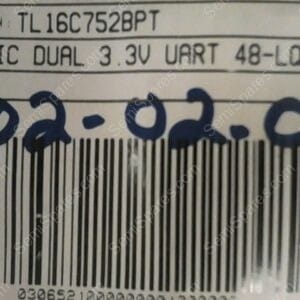 TL16C752BPT
IC DUAL 3.3V UART 48-LQ
02-02.0